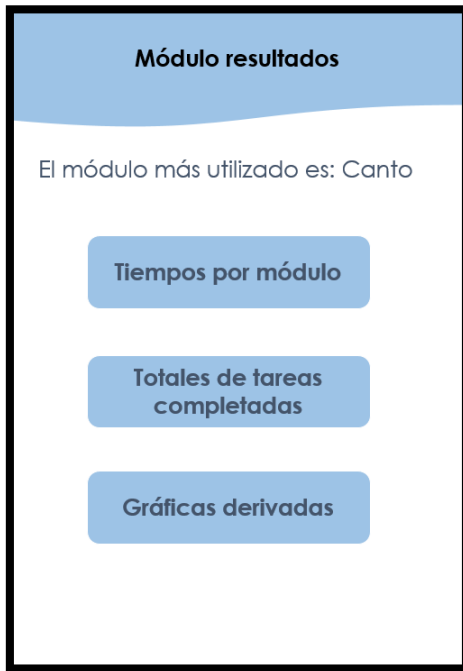 Módulo resultados
El módulo más utilizado es: Canto
Tiempos por módulo
Totales de tareas
completadas
Gráficas derivadas